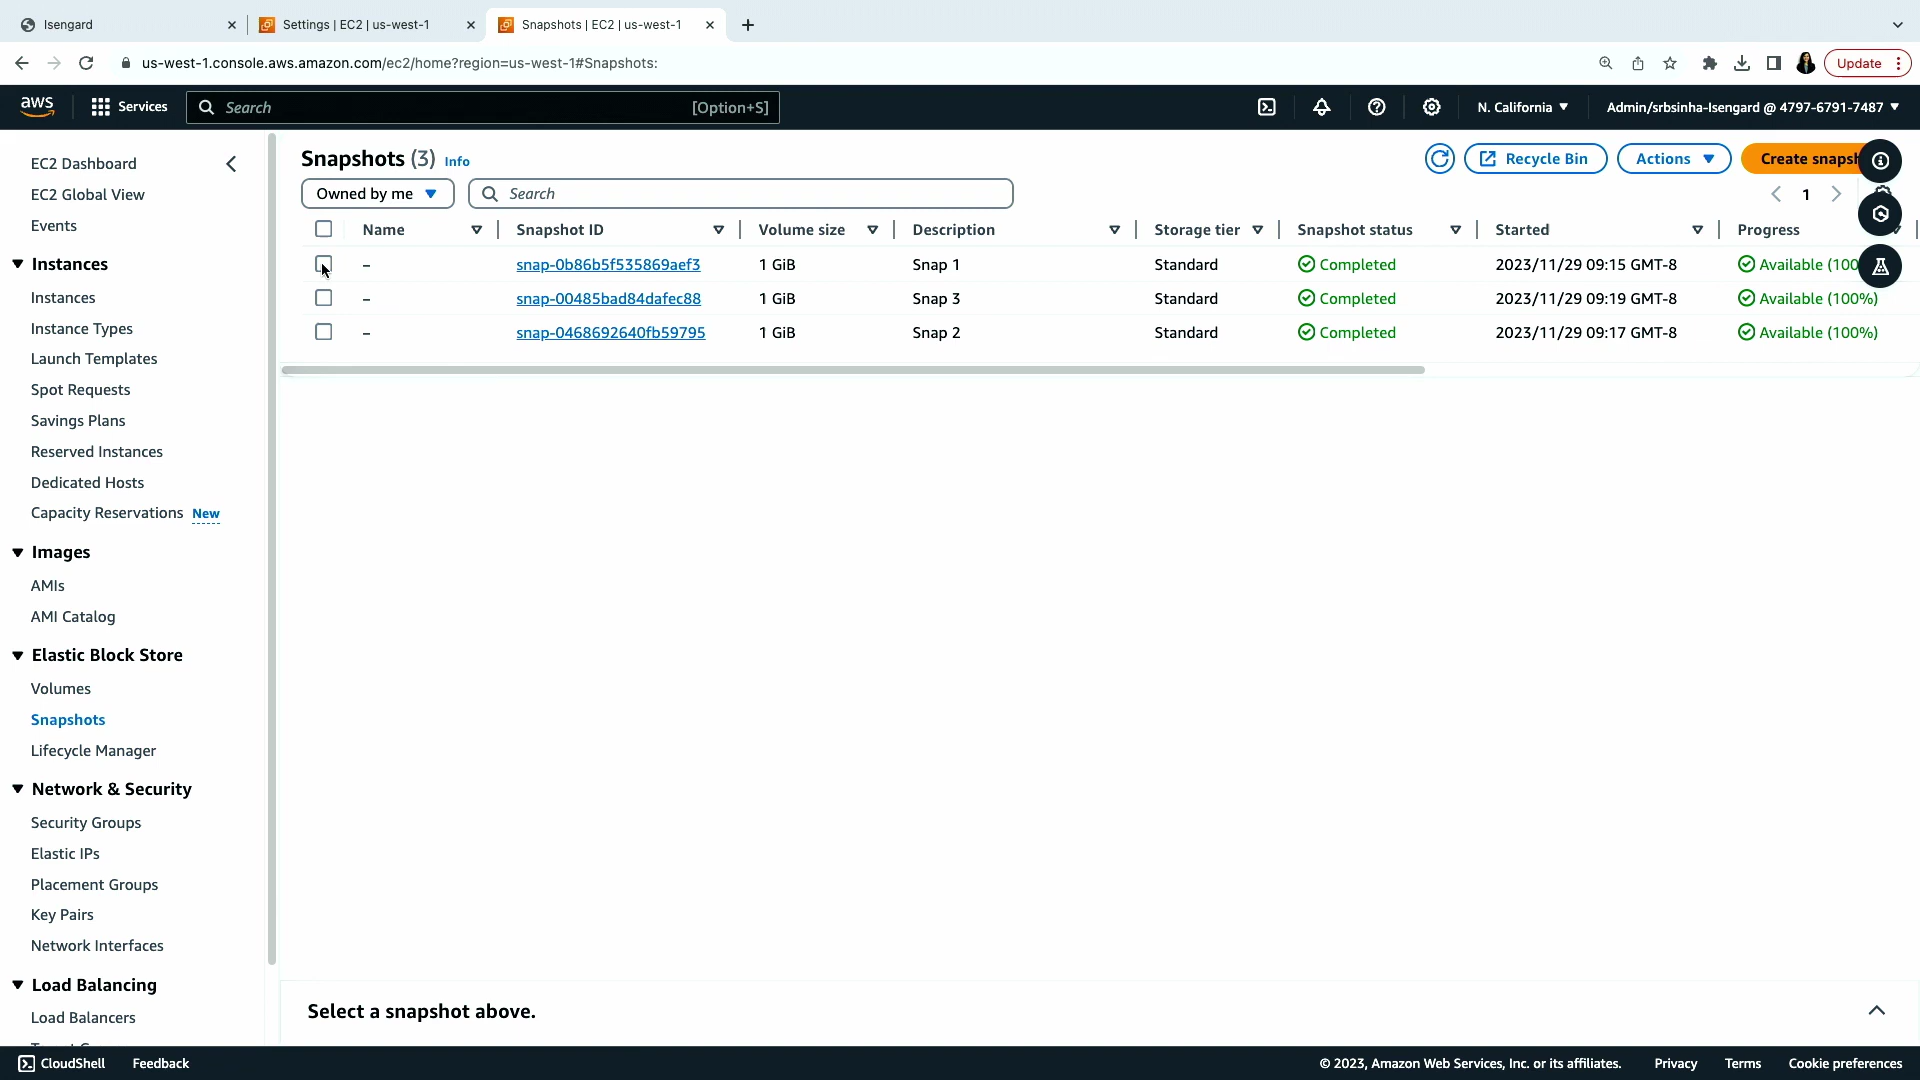 Isengard
Settings | EC2 | us-west-1
Snapshots | EC2 | us-west-1
us-west-1.console.aws.amazon.com/ec2/home?region=us-west-1#Snapshots:
Update
aws
Services
Search
[Option+S]
N. California
Admin/srbsinha-Isengard @ 4797-6791-7487
EC2 Dashboard
EC2 Global View
Events
Instances
Instances
Instance Types
Launch Templates
Spot Requests
Savings Plans
Reserved Instances
Dedicated Hosts
Capacity Reservations New
Images
AMIs
AMI Catalog
Elastic Block Store
Volumes
Snapshots
Lifecycle Manager
Network & Security
Security Groups
Elastic IPs
Placement Groups
Key Pairs
Network Interfaces
Load Balancing
Load Balancers
Snapshots (3) Info
Recycle Bin
Actions
Create snapsh
Owned by me
Search
1
Name Snapshot ID Volume size Description Storage tier Snapshot status Started Progress
– snap-0b86b5f535869aef3 1 GiB Snap 1 Standard Completed 2023/11/29 09:15 GMT-8 Available (100
– snap-00485bad84dafec88 1 GiB Snap 3 Standard Completed 2023/11/29 09:19 GMT-8 Available (100%)
– snap-0468692640fb59795 1 GiB Snap 2 Standard Completed 2023/11/29 09:17 GMT-8 Available (100%)
Select a snapshot above.
CloudShell
Feedback
© 2023, Amazon Web Services, Inc. or its affiliates.
Privacy
Terms
Cookie preferences